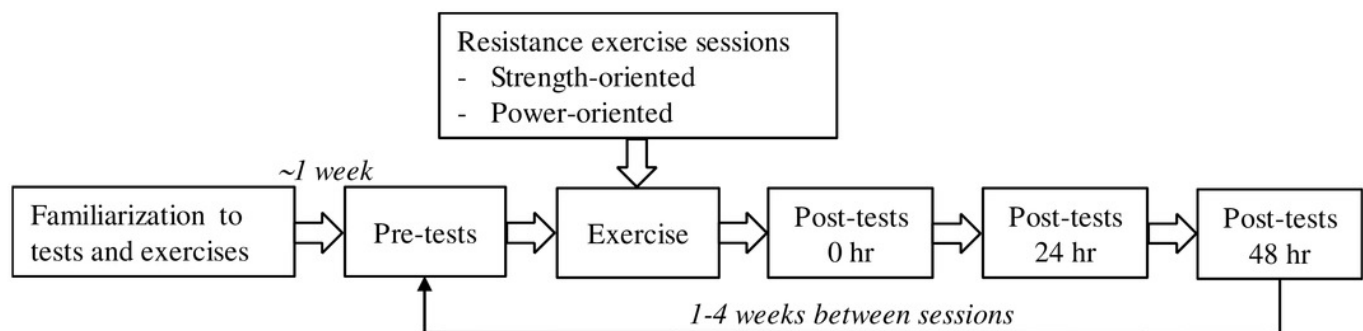 Resistance exercise sessions
- Strength-oriented
- Power-oriented
~1 week
Familiarization to
tests and exercises
Pre-tests
Exercise
Post-tests
0 hr
Post-tests
24 hr
Post-tests
48 hr
1-4 weeks between sessions